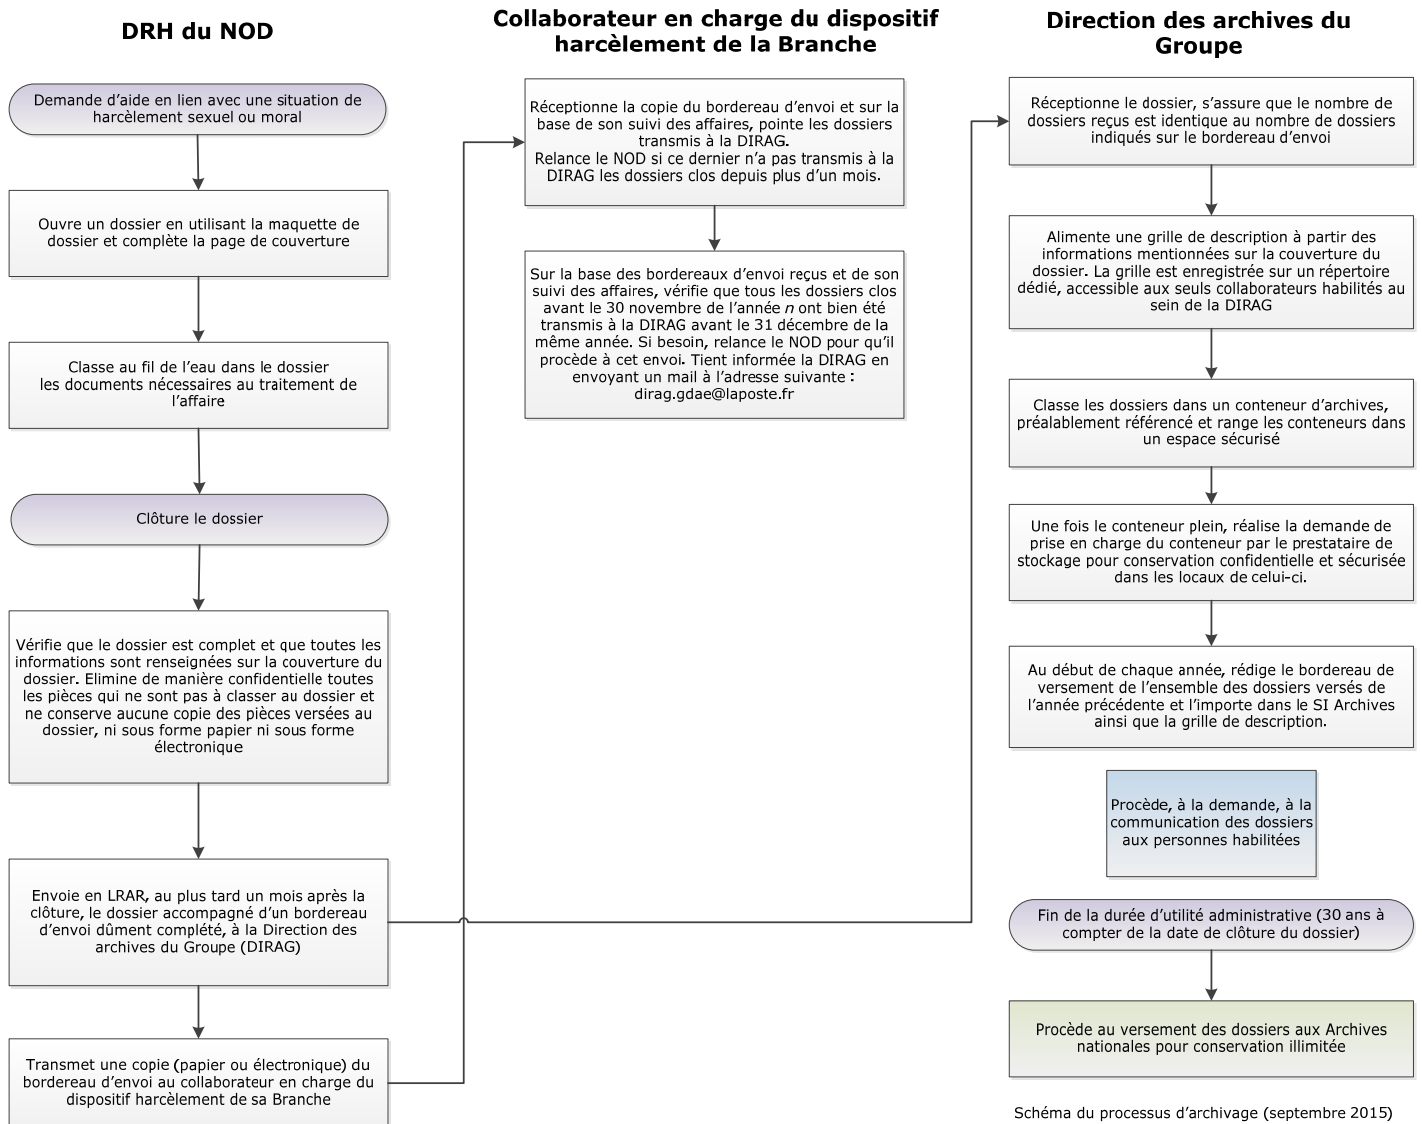 DRH du NOD
Demande d’aide en lien avec une situation de
harcèlement sexuel ou moral
Ouvre un dossier en utilisant la maquette de
dossier et complète la page de couverture
Classe au fil de l’eau dans le dossier
les documents nécessaires au traitement de
l’affaire
Clôture le dossier
Vérifie que le dossier est complet et que toutes les
informations sont renseignées sur la couverture du
dossier. Elimine de manière confidentielle toutes
les pièces qui ne sont pas à classer au dossier et
ne conserve aucune copie des pièces versées au
dossier, ni sous forme papier ni sous forme
électronique
Envoie en LRAR, au plus tard un mois après la
clôture, le dossier accompagné d’un bordereau
d’envoi dûment complété, à la Direction des
archives du Groupe (DIRAG)
Transmet une copie (papier ou électronique) du
bordereau d’envoi au collaborateur en charge du
dispositif harcèlement de sa Branche
Collaborateur en charge du dispositif
harcèlement de la Branche
Réceptionne la copie du bordereau d’envoi et sur la
base de son suivi des affaires, pointe les dossiers
transmis à la DIRAG.
Relance le NOD si ce dernier n’a pas transmis à la
DIRAG les dossiers clos depuis plus d’un mois.
Sur la base des bordereaux d’envoi reçus et de son
suivi des affaires, vérifie que tous les dossiers clos
avant le 30 novembre de l’année n ont bien été
transmis à la DIRAG avant le 31 décembre de la
même année. Si besoin, relance le NOD pour qu’il
procède à cet envoi. Tient informée la DIRAG en
envoyant un mail à l’adresse suivante :
dirag.gdae@laposte.fr
Direction des archives du
Groupe
Réceptionne le dossier, s’assure que le nombre de
dossiers reçus est identique au nombre de dossiers
indiqués sur le bordereau d’envoi
Alimente une grille de description à partir des
informations mentionnées sur la couverture du
dossier. La grille est enregistrée sur un répertoire
dédié, accessible aux seuls collaborateurs habilités au
sein de la DIRAG
Classe les dossiers dans un conteneur d’archives,
préalablement référencé et range les conteneurs dans
un espace sécurisé
Une fois le conteneur plein, réalise la demande de
prise en charge du conteneur par le prestataire de
stockage pour conservation confidentielle et sécurisée
dans les locaux de celui-ci.
Au début de chaque année, rédige le bordereau de
versement de l’ensemble des dossiers versés de
l’année précédente et l’importe dans le SI Archives
ainsi que la grille de description.
Procède, à la demande, à la
communication des dossiers
aux personnes habilitées
Fin de la durée d’utilité administrative (30 ans à
compter de la date de clôture du dossier)
Procède au versement des dossiers aux Archives
nationales pour conservation illimitée
Schéma du processus d’archivage (septembre 2015)